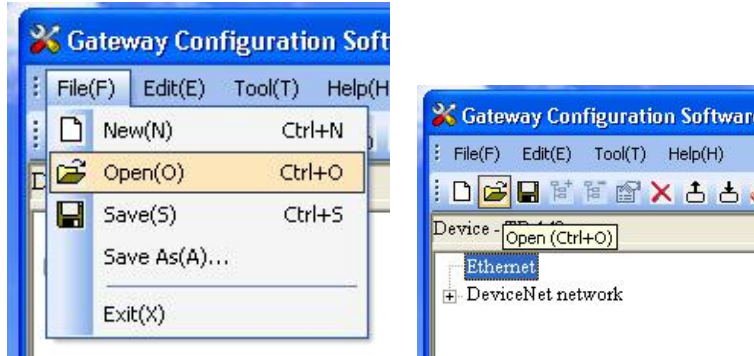 Gateway Configuration Soft
File(F) Edit(E) Tool(T) Help(H
New(N) Ctrl+N
Open(O) Ctrl+O
Save(S) Ctrl+S
Save As(A)...
Exit(X)
Gateway Configuration Softwar
File(F) Edit(E) Tool(T) Help(H)
Device -
Open (Ctrl+O)
Ethernet
DeviceNet network